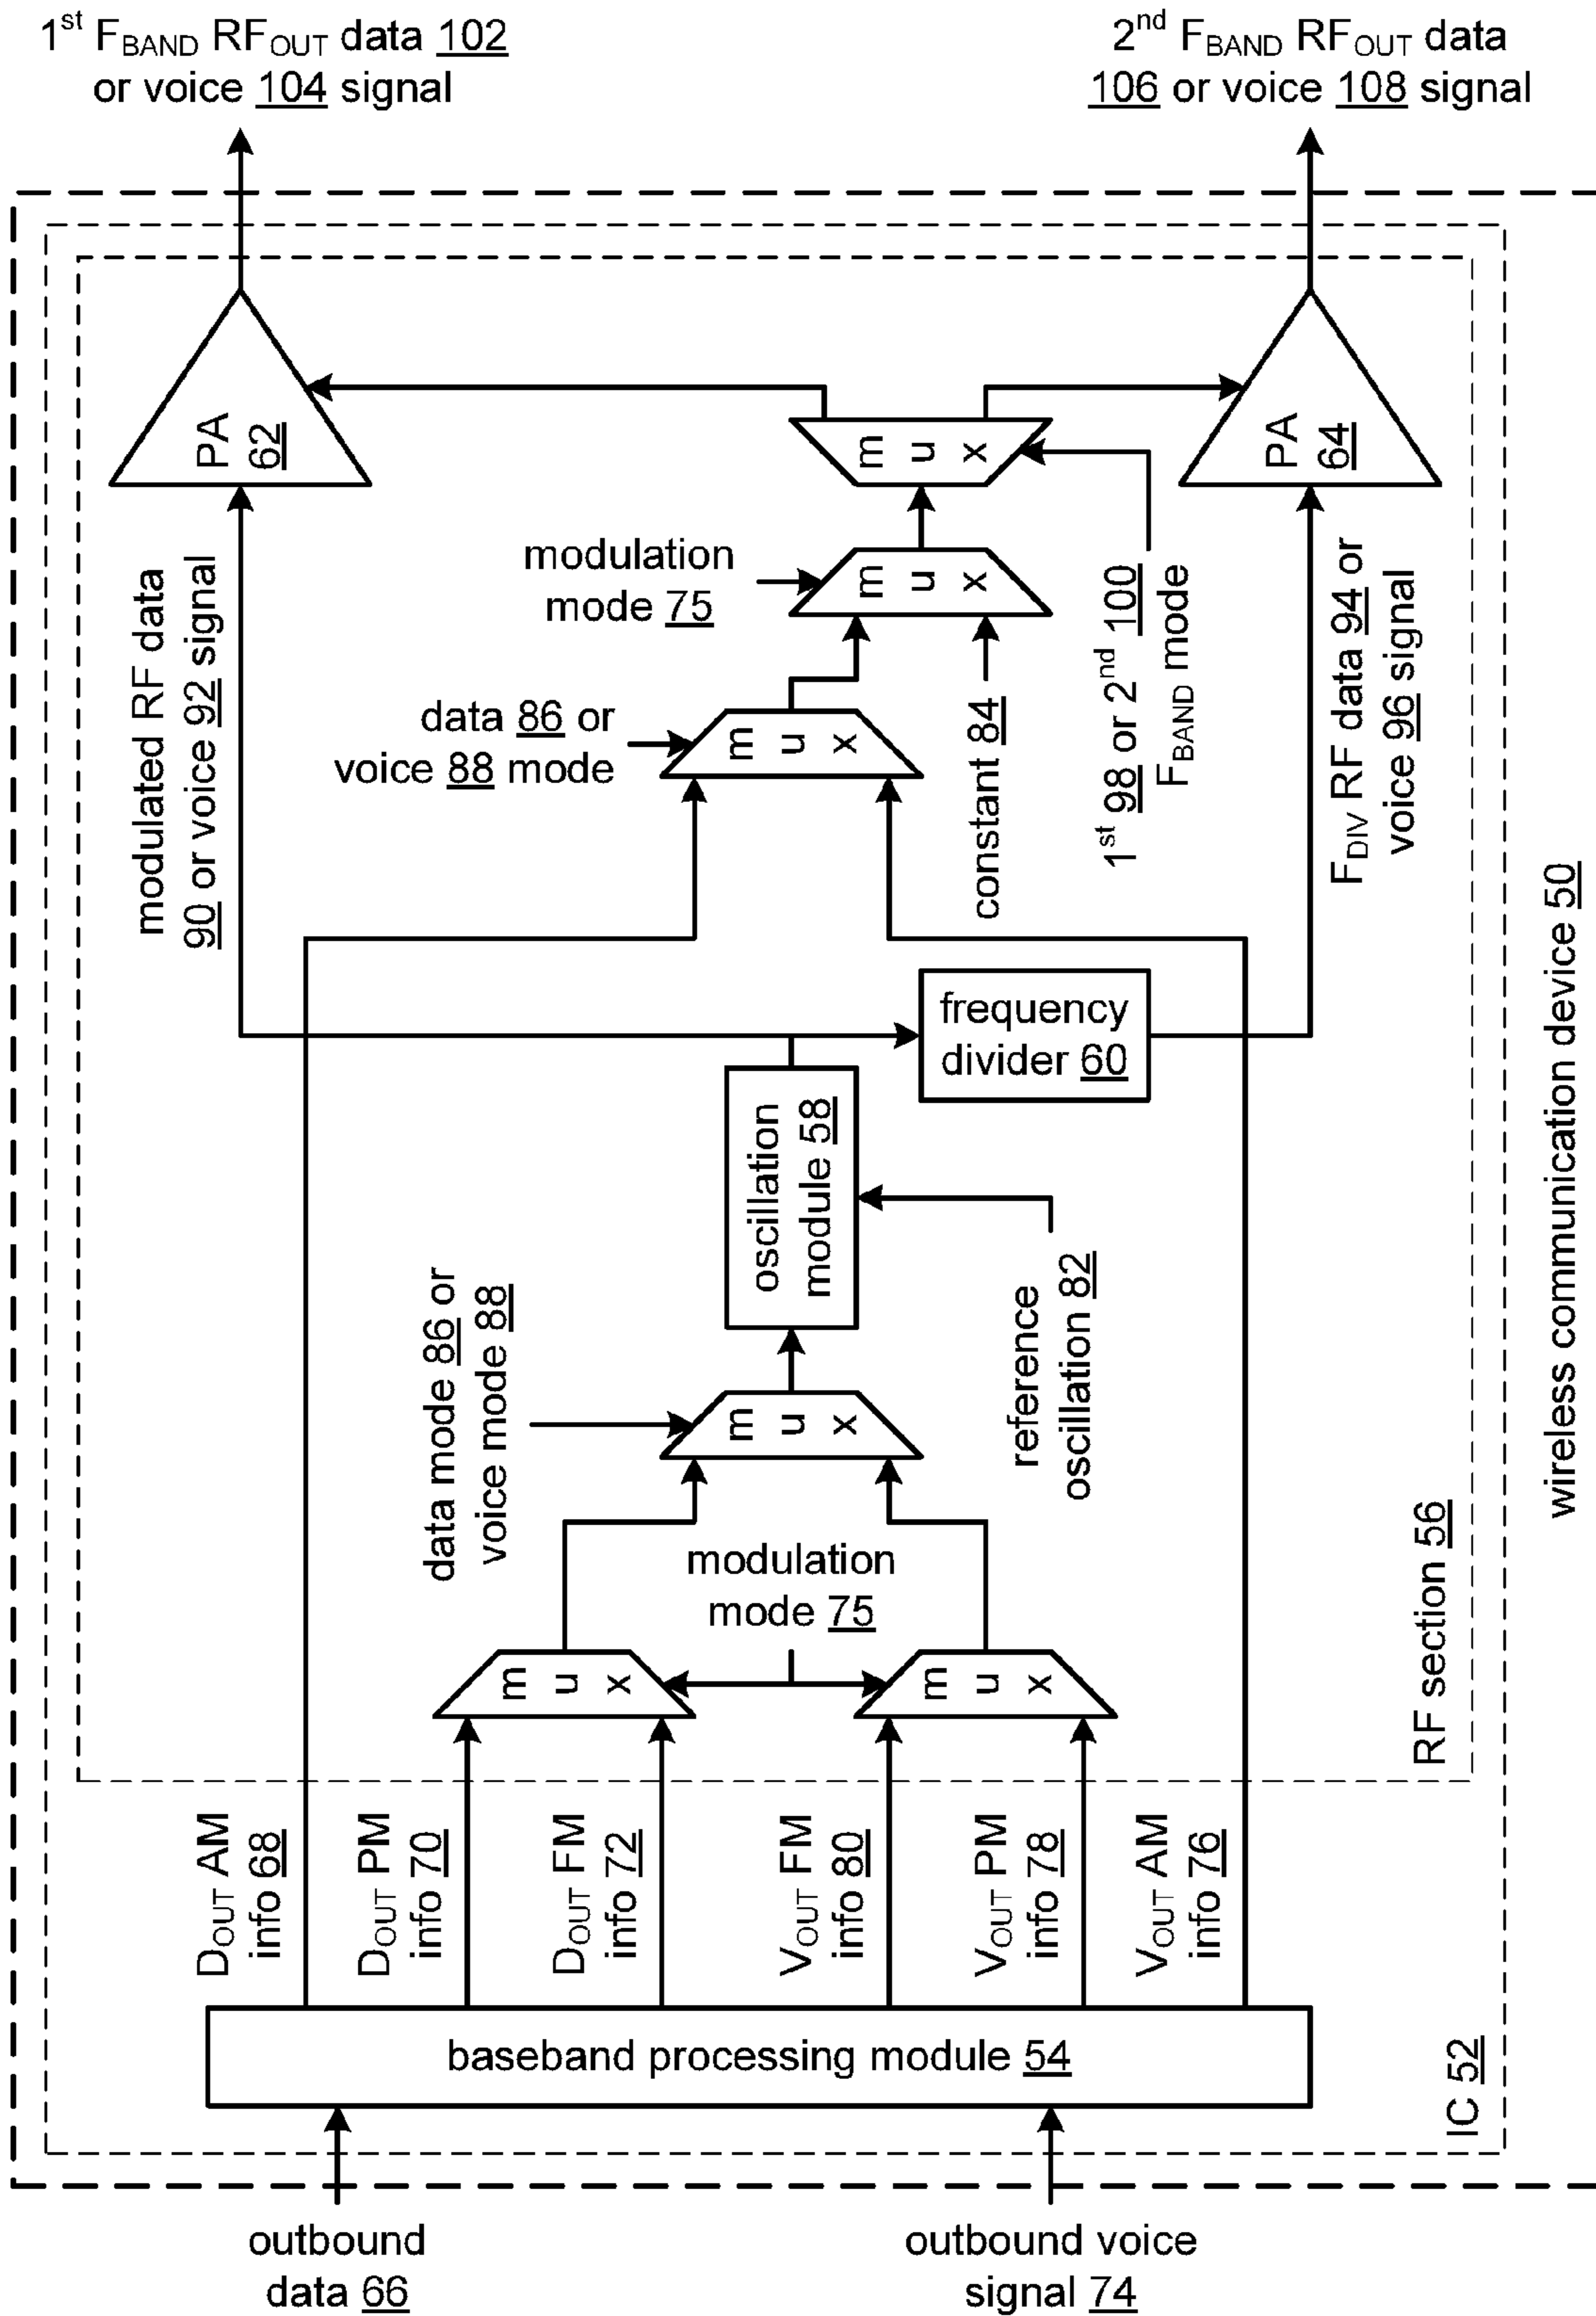 1st FBAND RFOUT data 102
or voice 104 signal
2nd FBAND RFOUT data
106 or voice 108 signal
PA
62
PA
64
m
u
x
modulation
mode 75
m
u
x
modulated RF data
90 or voice 92 signal
data 86 or
voice 88 mode
m
u
x
constant 84
1st 98 or 2nd 100
FBAND mode
FDIV RF data 94 or
voice 96 signal
frequency
divider 60
oscillation
module 58
reference
oscillation 82
data mode 86 or
voice mode 88
m
u
x
modulation
mode 75
m
u
x
m
u
x
RF section 56
wireless communication device 50
DOUT AM
info 68
DOUT PM
info 70
DOUT FM
info 72
VOUT FM
info 80
VOUT PM
info 78
VOUT AM
info 76
baseband processing module 54
IC 52
outbound
data 66
outbound voice
signal 74